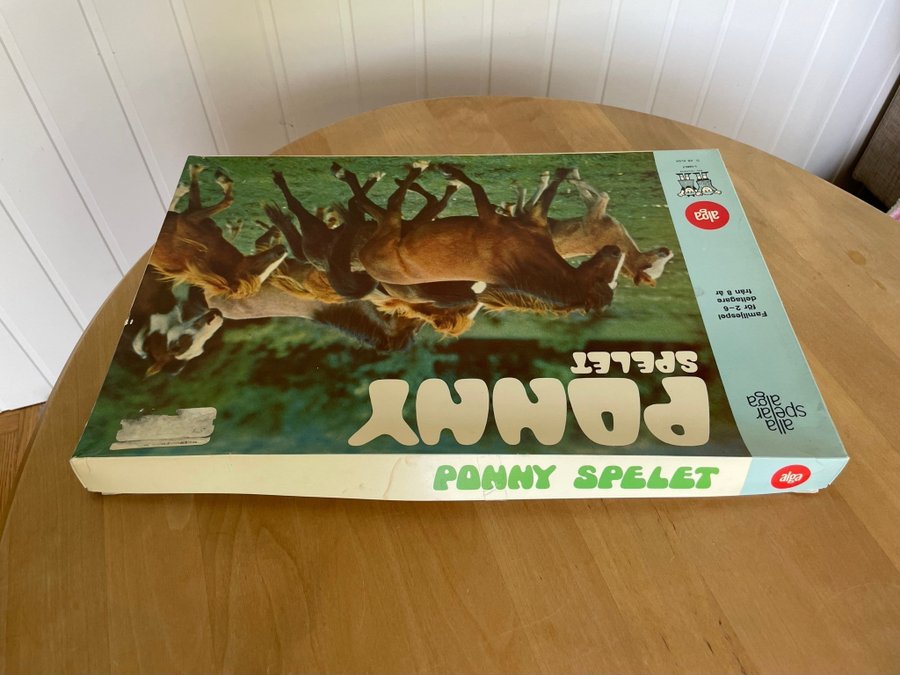 PONNY
SPELET
alla
spelar
alga
Familjespel
för 2-6
deltagare
från 8 år
alga
PONNY SPELET
alga